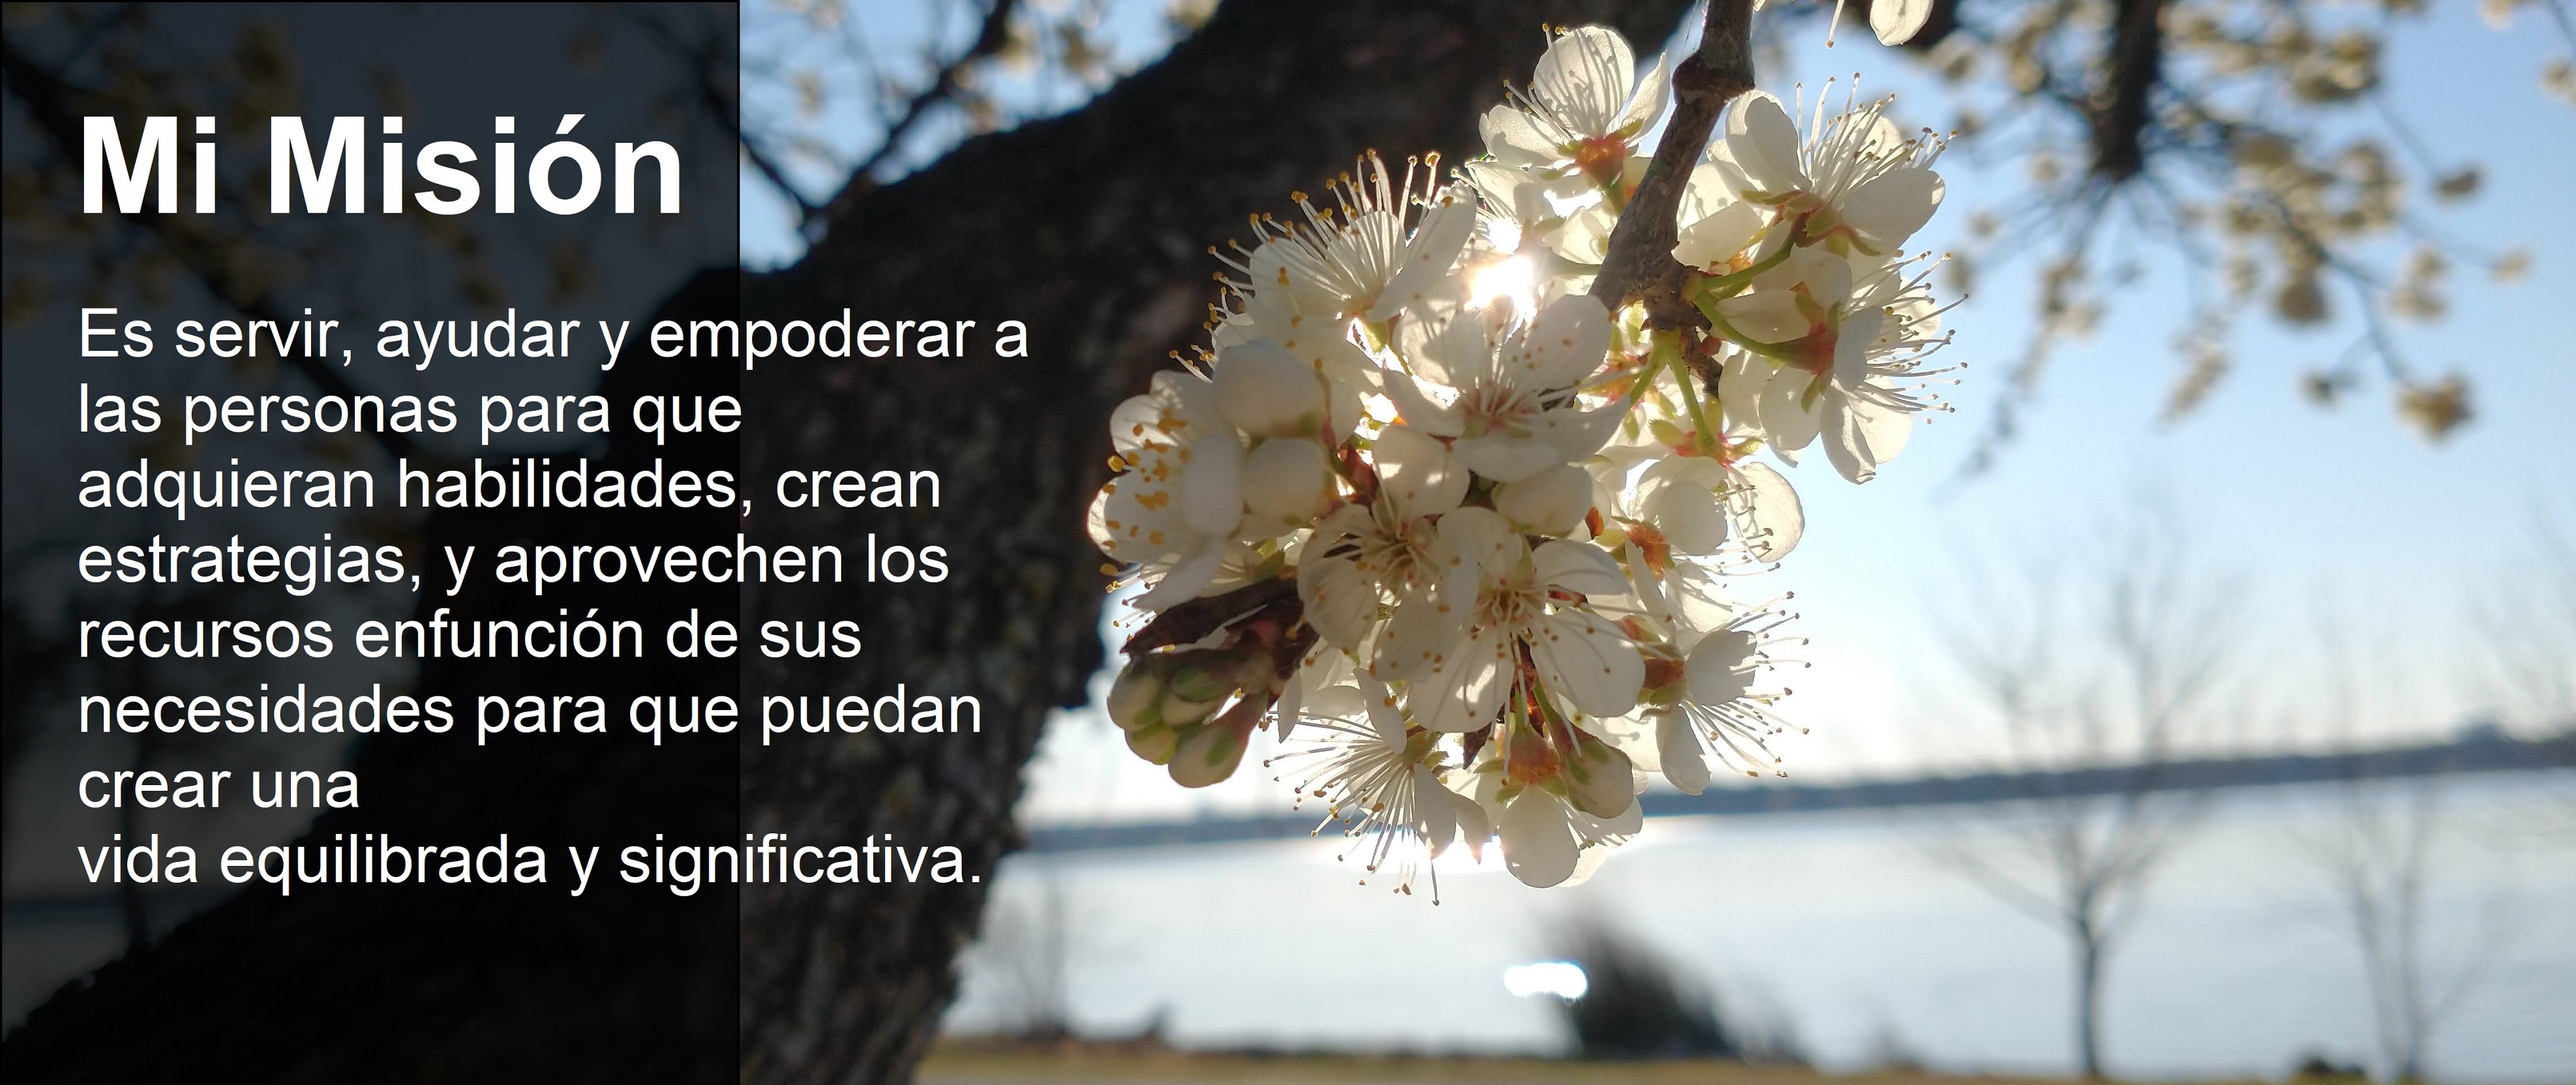 Mi Misión
Es servir, ayudar y empoderar a
las personas para que
adquieran habilidades, crean
estrategias, y aprovechen los
recursos enfunción de sus
necesidades para que puedan
crear una
vida equilibrada y significativa.